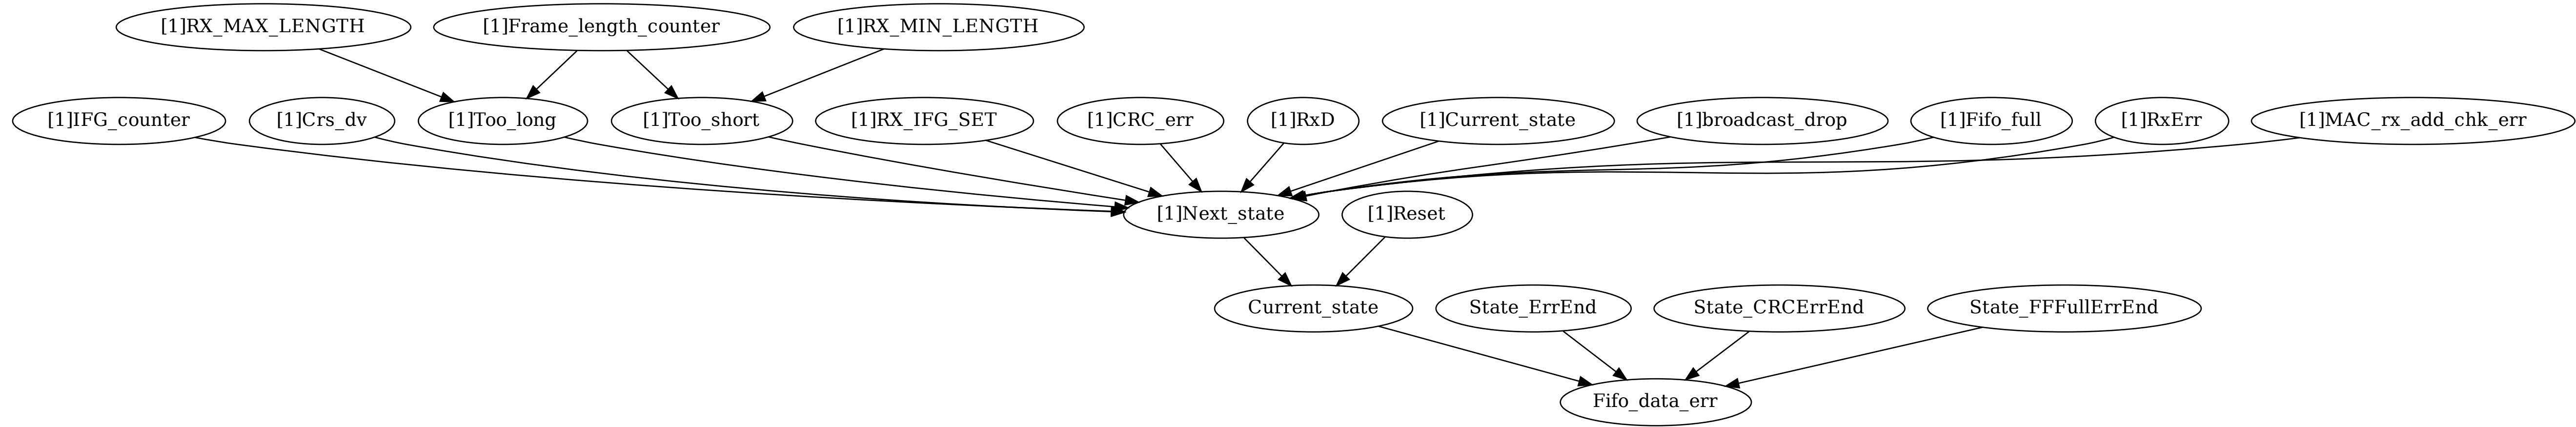 [1]RX_MAX_LENGTH
[1]Frame_length_counter
[1]RX_MIN_LENGTH
[1]IFG_counter
[1]Crs_dv
[1]Too_long
[1]Too_short
[1]RX_IFG_SET
[1]CRC_err
[1]RxD
[1]Current_state
[1]broadcast_drop
[1]Fifo_full
[1]RxErr
[1]MAC_rx_add_chk_err
[1]Next_state
[1]Reset
Current_state
State_ErrEnd
State_CRCErrEnd
State_FFFullErrEnd
Fifo_data_err